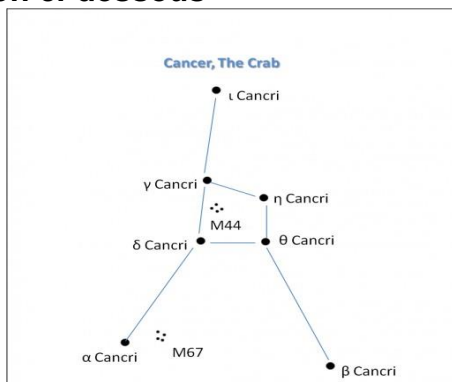 Cancer, The Crab
ι Cancri
γ Cancri
η Cancri
M44
δ Cancri
θ Cancri
M67
α Cancri
β Cancri